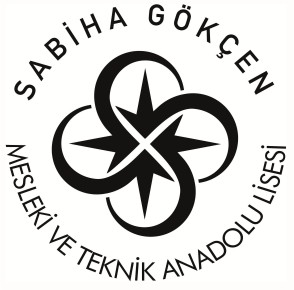 SABİHA GÖKÇEN
MESLEKİ VE TEKNİK ANADOLU LİSESİ